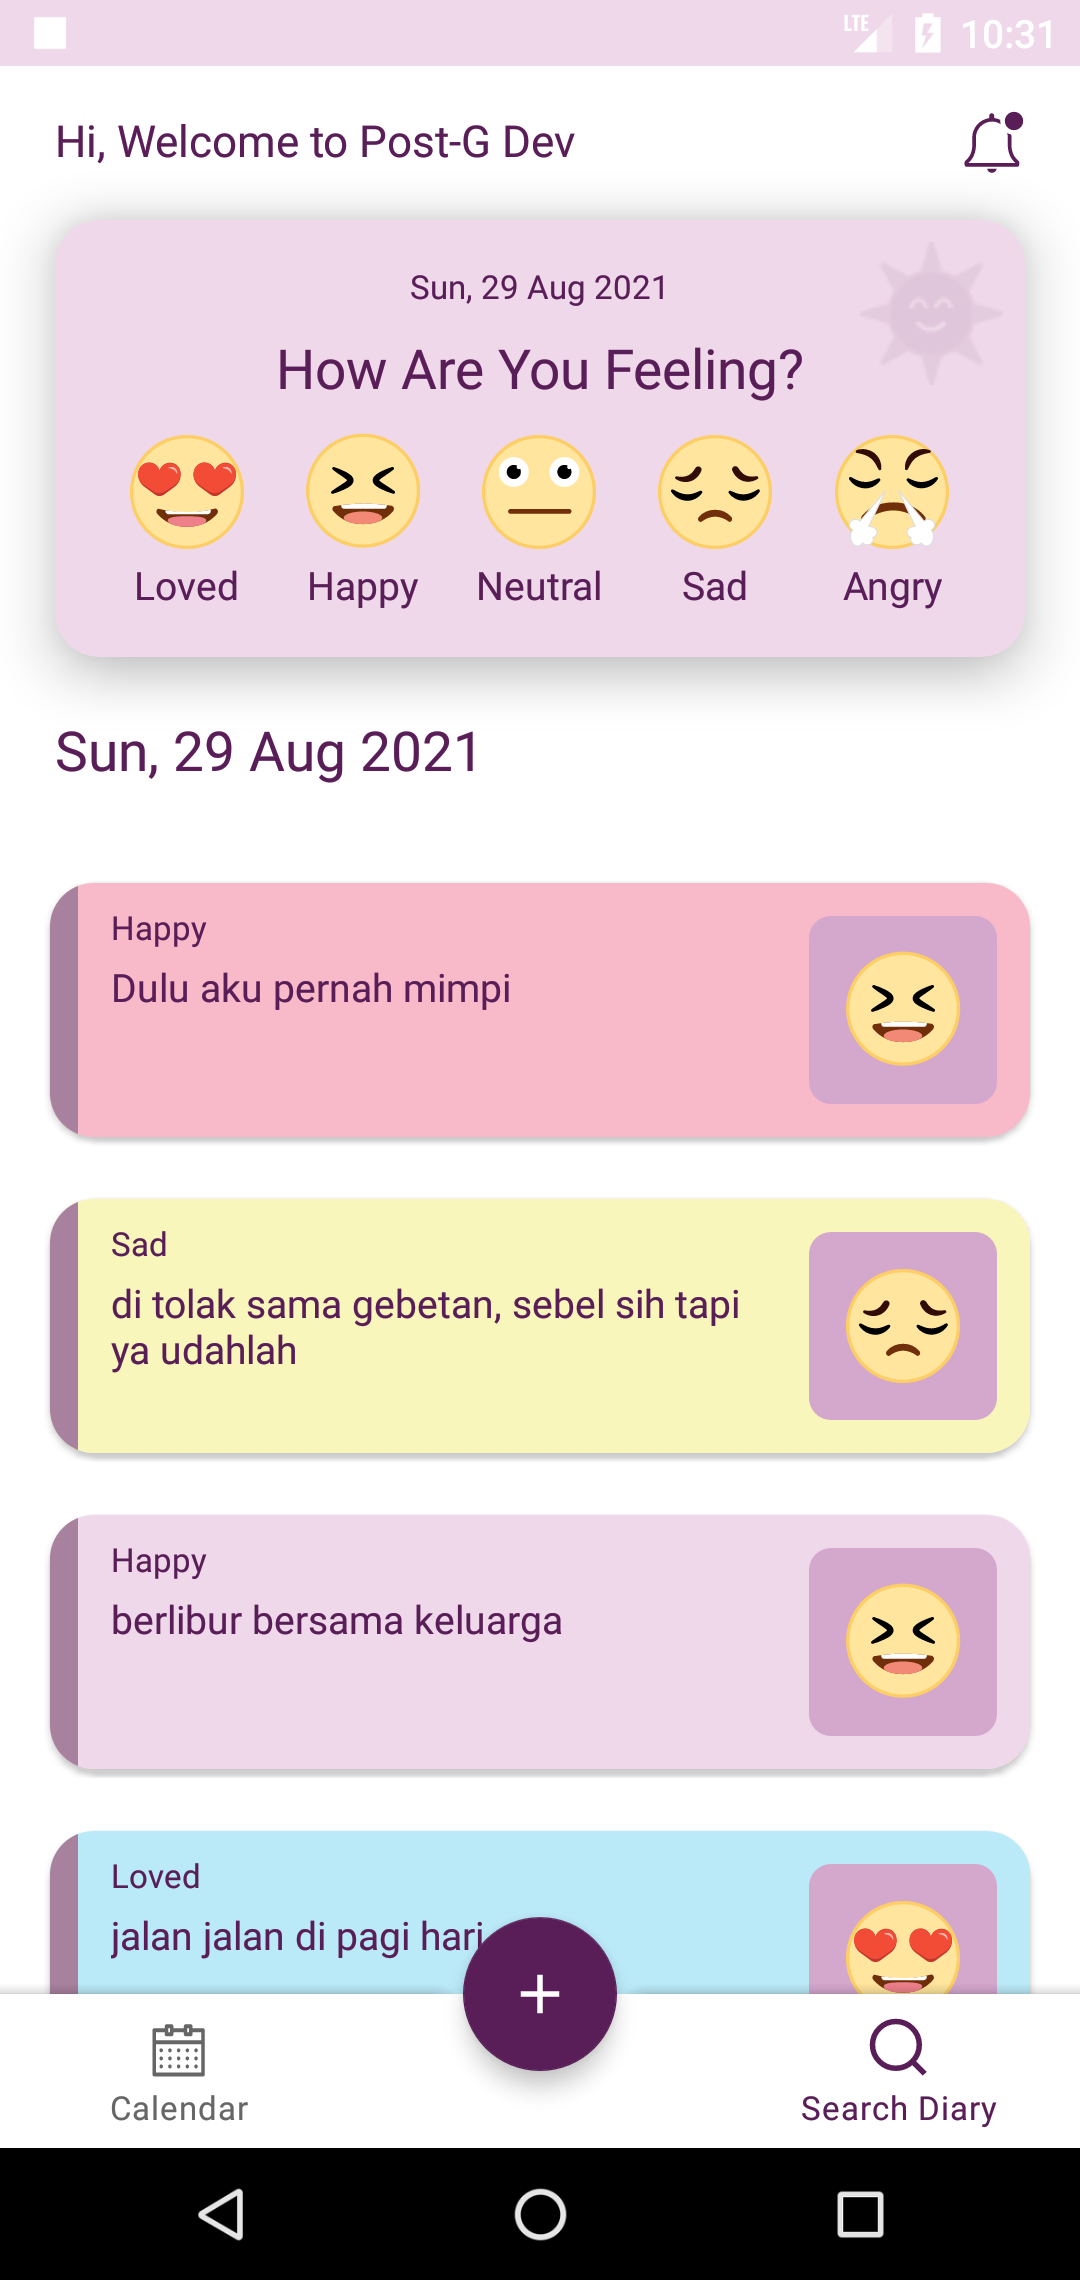 LTE 10:31
Hi, Welcome to Post-G Dev
Sun, 29 Aug 2021
How Are You Feeling?
Loved Happy Neutral Sad Angry
Sun, 29 Aug 2021
Happy
Dulu aku pernah mimpi
Sad
di tolak sama gebetan, sebel sih tapi
ya udahlah
Happy
berlibur bersama keluarga
Loved
jalan jalan di pagi hari
+
Calendar Search Diary